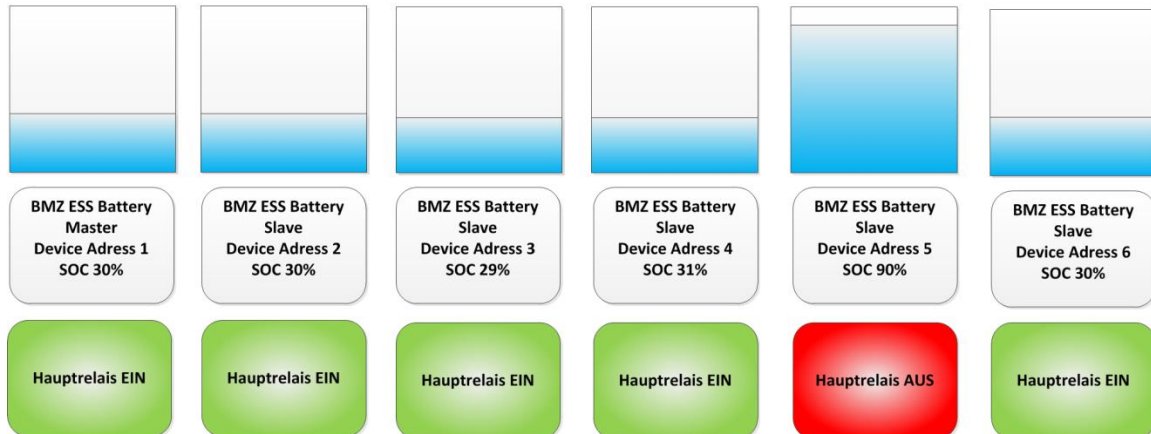 BMZ ESS Battery
Master
Device Adress 1
SOC 30%
BMZ ESS Battery
Slave
Device Adress 2
SOC 30%
BMZ ESS Battery
Slave
Device Adress 3
SOC 29%
BMZ ESS Battery
Slave
Device Adress 4
SOC 31%
BMZ ESS Battery
Slave
Device Adress 5
SOC 90%
BMZ ESS Battery
Slave
Device Adress 6
SOC 30%
Hauptrelais EIN
Hauptrelais EIN
Hauptrelais EIN
Hauptrelais EIN
Hauptrelais AUS
Hauptrelais EIN